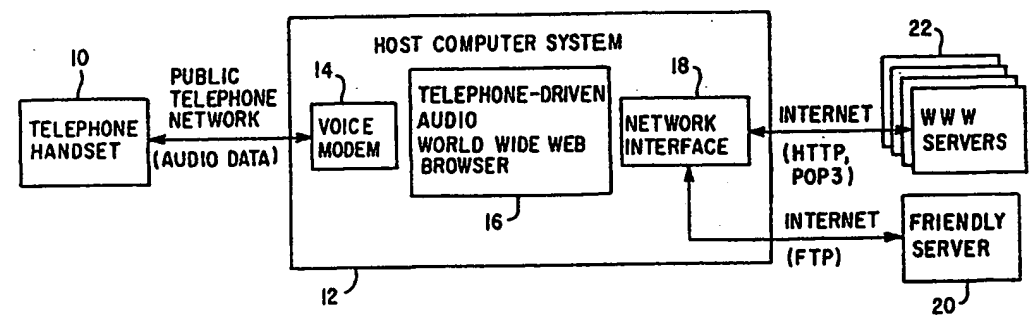 10
TELEPHONE
HANDSET
PUBLIC
TELEPHONE
NETWORK
(AUDIO DATA)
HOST COMPUTER SYSTEM
14
VOICE
MODEM
TELEPHONE-DRIVEN
AUDIO
WORLD WIDE WEB
BROWSER
16
18
NETWORK
INTERFACE
12
INTERNET
(HTTP,
POP3)
22
WWW
SERVERS
INTERNET
(FTP)
FRIENDLY
SERVER
20